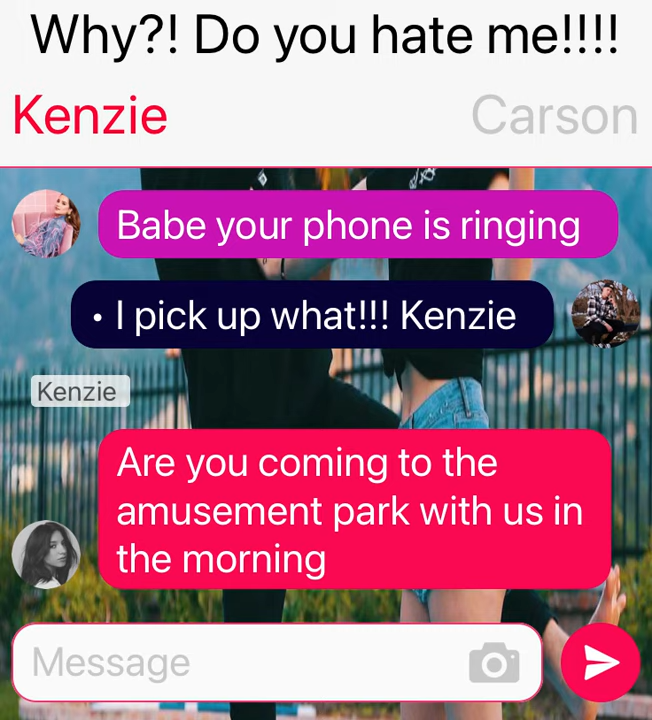 Why?! Do you hate me!!!!
Kenzie
Carson
Babe your phone is ringing
• I pick up what!!! Kenzie
Kenzie
Are you coming to the
amusement park with us in
the morning
Message